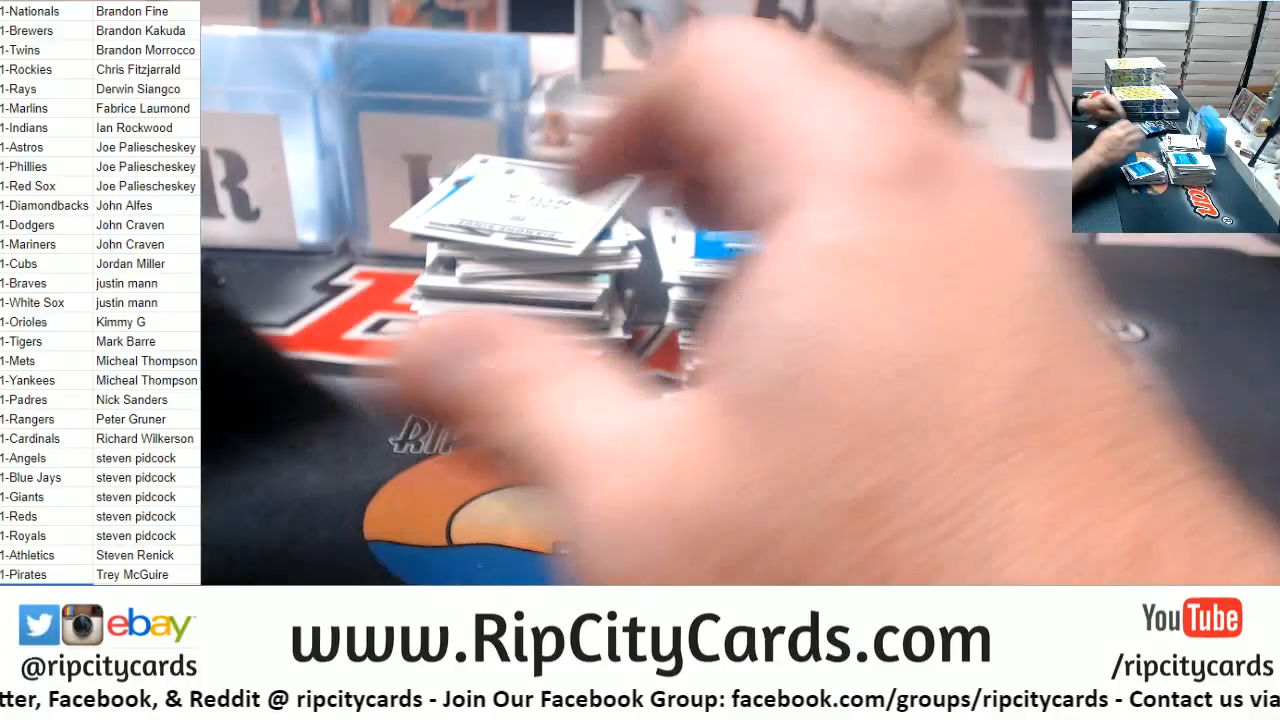 1-Nationals Brandon Fine
1-Brewers Brandon Kakuda
1-Twins Brandon Morrocco
1-Rockies Chris Fitzjarrald
1-Rays Derwin Siangco
1-Marlins Fabrice Laumond
1-Indians Ian Rockwood
1-Astros Joe Paliescheskey
1-Phillies Joe Paliescheskey
1-Red Sox Joe Paliescheskey
1-Diamondbacks John Alfes
1-Dodgers John Craven
1-Mariners John Craven
1-Cubs Jordan Miller
1-Braves justin mann
1-White Sox justin mann
1-Orioles Kimmy G
1-Tigers Mark Barre
1-Mets Micheal Thompson
1-Yankees Micheal Thompson
1-Padres Nick Sanders
1-Rangers Peter Gruner
1-Cardinals Richard Wilkerson
1-Angels steven pidcock
1-Blue Jays steven pidcock
1-Giants steven pidcock
1-Reds steven pidcock
1-Royals steven pidcock
1-Athletics Steven Renick
1-Pirates Trey McGuire
RIP
ebay
@ripcitycards
www.RipCityCards.com
YouTube
/ripcitycards
tter, Facebook, & Reddit @ ripcitycards - Join Our Facebook Group: facebook.com/groups/ripcitycards - Contact us via